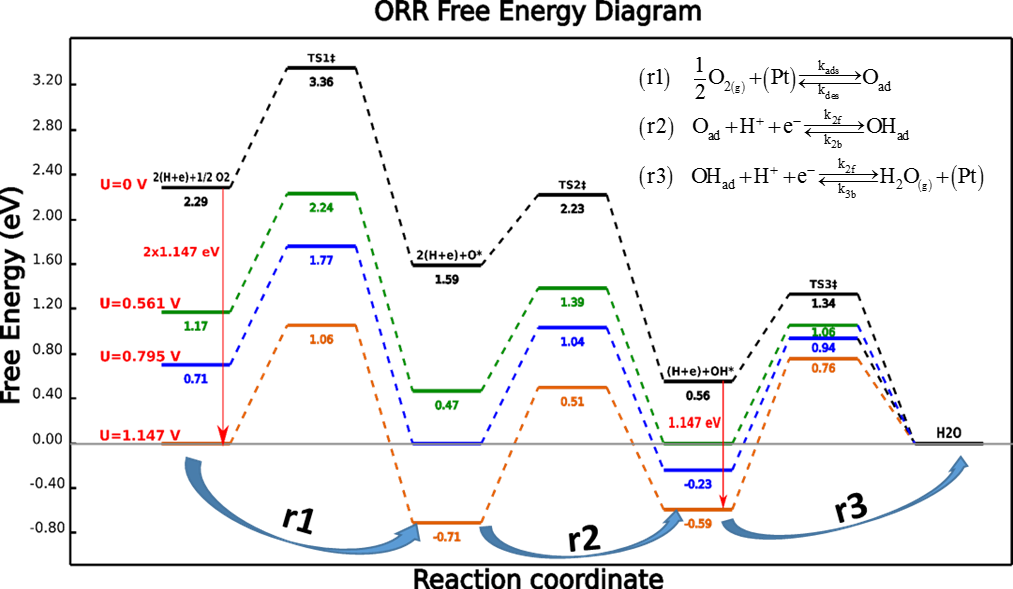 ORR Free Energy Diagram
Free Energy (eV)
3.20
2.80
2.40
2.00
1.60
1.20
0.80
0.40
0.00
-0.40
-0.80
(r1) 1/2 O2(g) +(Pt) kads kdes Oad
(r2) Oad +H+ +e− k2f k2b OHad
(r3) OHad +H+ +e− k2f k3b H2O(g) +(Pt)
TS1‡
3.36
U=0 V
2(H+e)+1/2 O2
2.29
2.24
2x1.147 eV
1.77
U=0.561 V
1.17
1.06
U=0.795 V
0.71
U=1.147 V
2(H+e)+O*
1.59
0.47
-0.71
TS2‡
2.23
1.39
1.04
0.51
(H+e)+OH*
0.56
1.147 eV
-0.23
-0.59
TS3‡
1.34
1.06
0.94
0.76
H2O
r1
r2
r3
Reaction coordinate